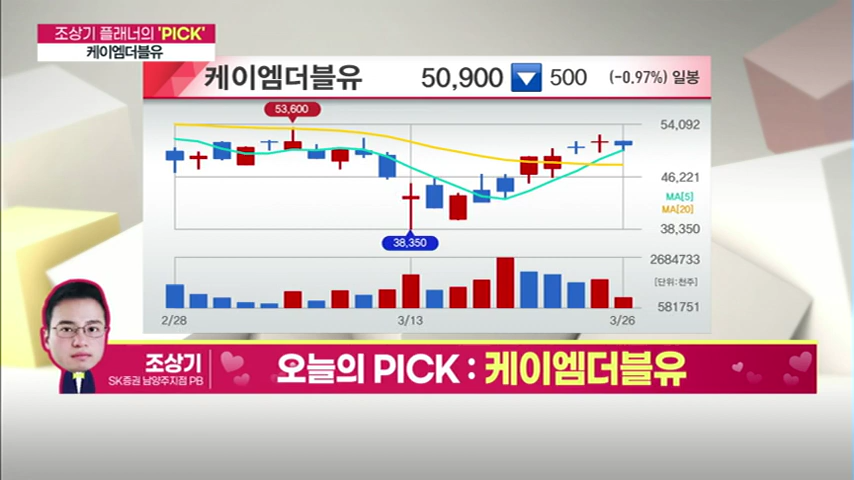 조상기 플래너의 'PICK'
케이엠더블유
케이엠더블유 50,900 ▼ 500 (-0.97%) 일봉
53,600
54,092
46,221
MA[5]
MA[20]
38,350
38,350
2684733
[단위:천주]
581751
2/28 3/13 3/26
조상기
SK증권 남양주지점 PB
오늘의 PICK : 케이엠더블유